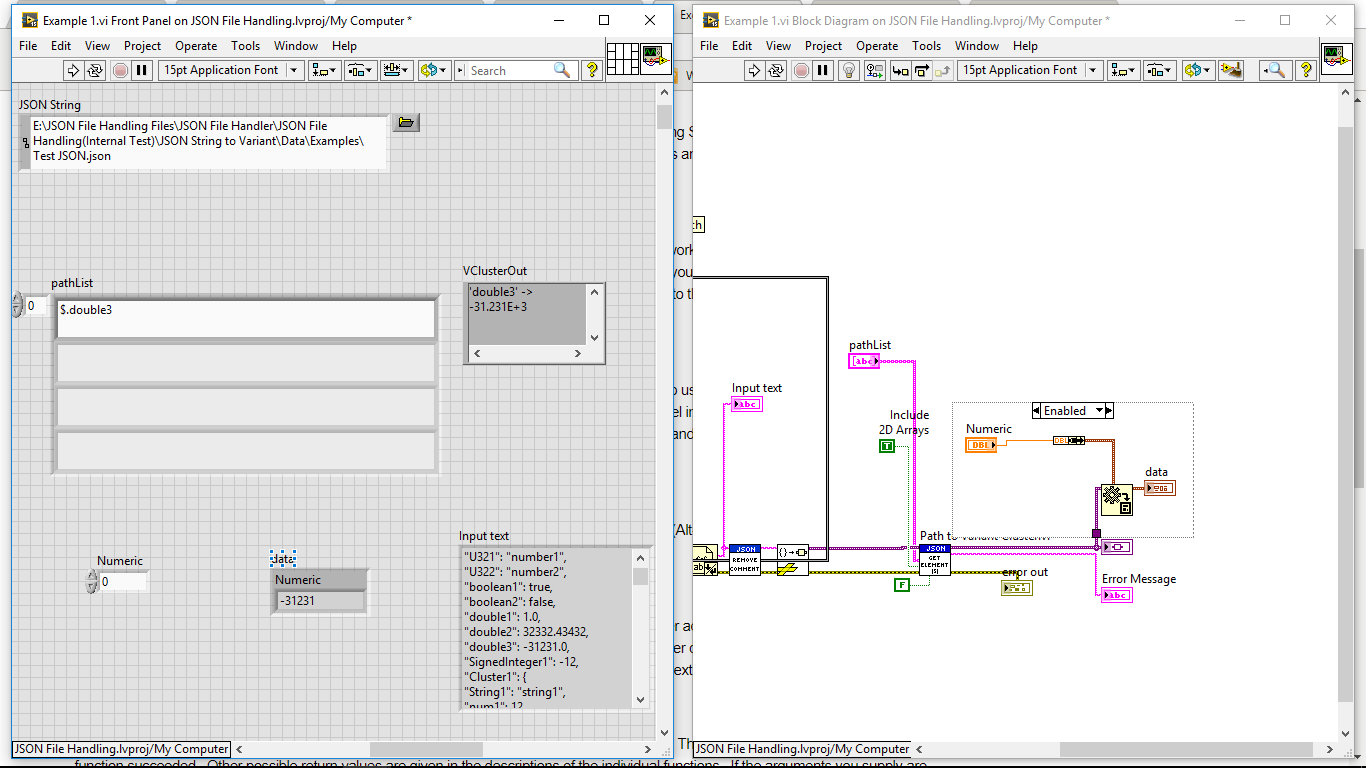 Example 1.vi Front Panel on JSON File Handling.lvproj/My Computer *
File Edit View Project Operate Tools Window Help
15pt Application Font
Search
JSON String
E:\JSON File Handling Files\JSON File Handler\JSON File
Handling(Internal Test)\JSON String to Variant\Data\Examples\
Test JSON.json
pathList
0
$.double3
VClusterOut
'double3' ->
-31.231E+3
Numeric
0
data
Numeric
-31231
Input text
"U321": "number1",
"U322": "number2",
"boolean1": true,
"boolean2": false,
"double1": 1.0,
"double2": 32332.43432,
"double3": -31231.0,
"SignedInteger1": -12,
"Cluster1": {
"String1": "string1",
"num1": 12
JSON File Handling.lvproj/My Computer
Example 1.vi Block Diagram on JSON File Handling.lvproj/My Computer *
File Edit View Project Operate Tools Window Help
15pt Application Font
pathList
abc
Input text
abc
Include
2D Arrays
T
Enabled
Numeric
DBL
DBL
data
Path to
JSON
REMOVE
COMMENT
JSON
GET
ELEMENT
(S)
ab
F
error out
Error Message
abc
JSON File Handling.lvproj/My Computer
function succeeded. Other possible return values are given in the descriptions of the individual functions. If the arguments you supply are